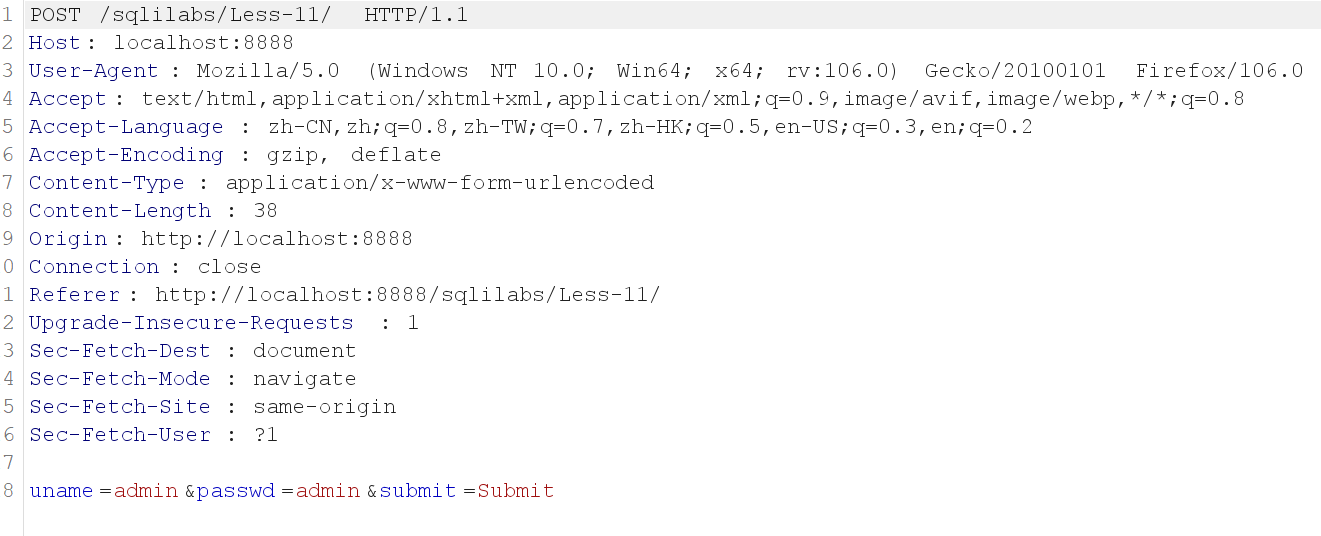 1 POST /sqlilabs/Less-11/ HTTP/1.1
2 Host: localhost:8888
3 User-Agent: Mozilla/5.0 (Windows NT 10.0; Win64; x64; rv:106.0) Gecko/20100101 Firefox/106.0
4 Accept: text/html,application/xhtml+xml,application/xml;q=0.9,image/avif,image/webp,*/*;q=0.8
5 Accept-Language: zh-CN,zh;q=0.8,zh-TW;q=0.7,zh-HK;q=0.5,en-US;q=0.3,en;q=0.2
6 Accept-Encoding: gzip, deflate
7 Content-Type: application/x-www-form-urlencoded
8 Content-Length: 38
9 Origin: http://localhost:8888
0 Connection: close
1 Referer: http://localhost:8888/sqlilabs/Less-11/
2 Upgrade-Insecure-Requests: 1
3 Sec-Fetch-Dest: document
4 Sec-Fetch-Mode: navigate
5 Sec-Fetch-Site: same-origin
6 Sec-Fetch-User: ?1
7
8 uname=admin&passwd=admin&submit=Submit